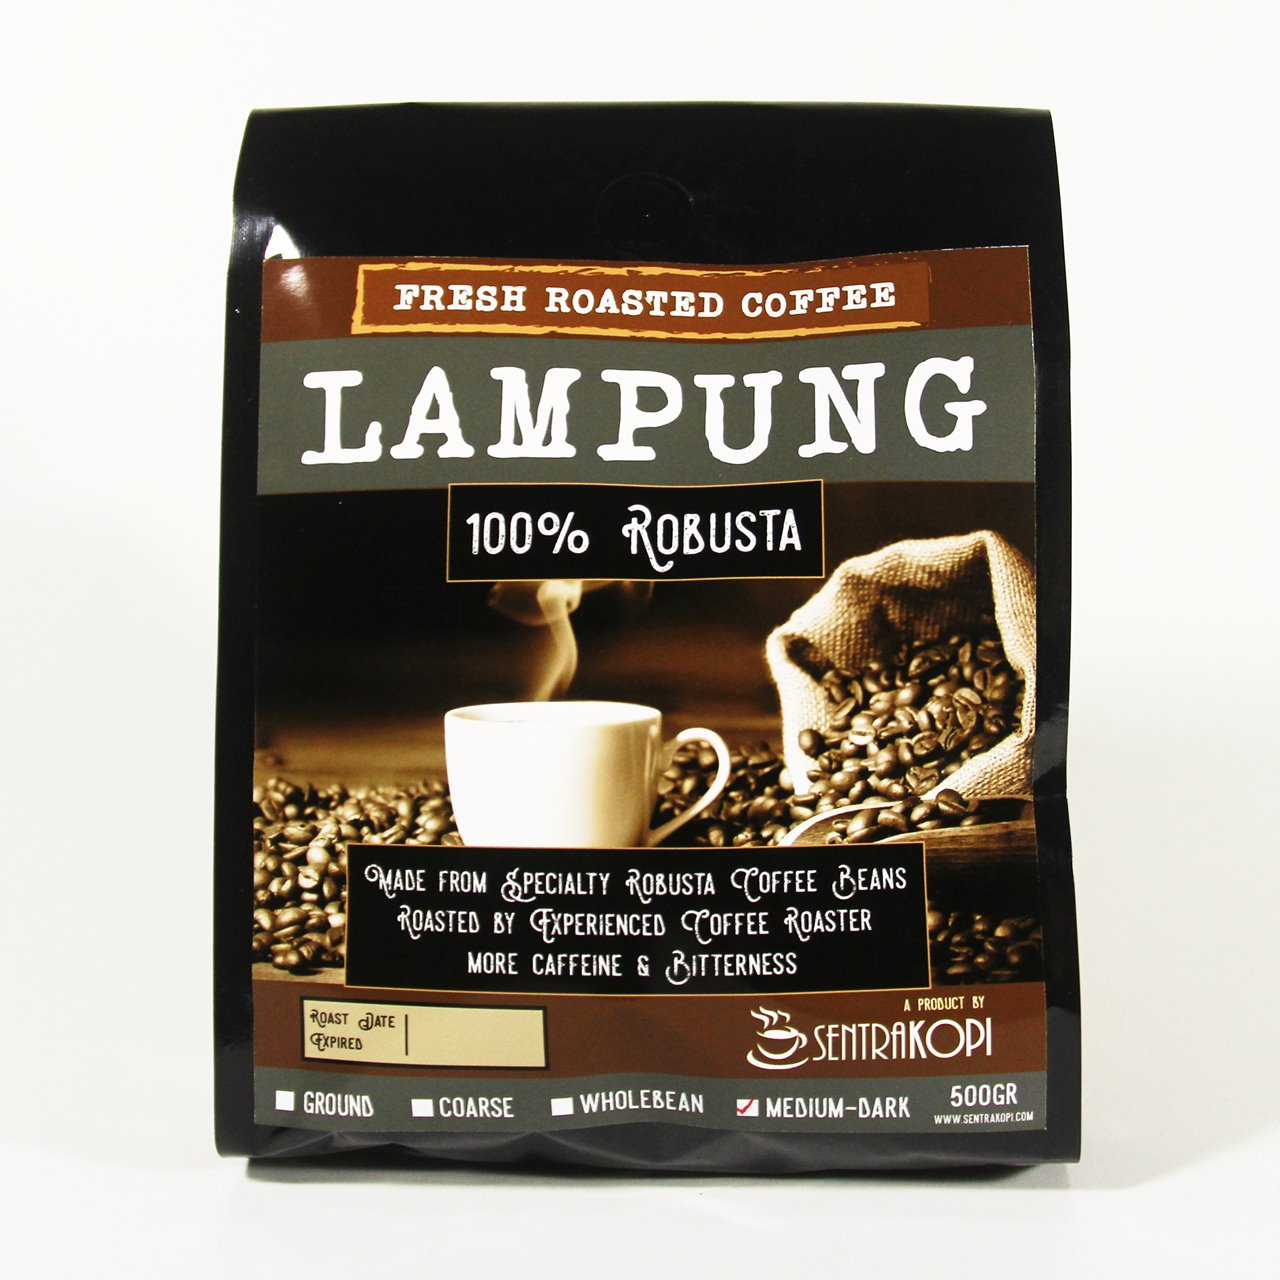 FRESH ROASTED COFFEE
LAMPUNG
100% ROBUSTA
MADE FROM SPECIALTY ROBUSTA COFFEE BEANS
ROASTED BY EXPERIENCED COFFEE ROASTER
MORE CAFFEINE & BITTERNESS
ROAST DATE
EXPIRED
A PRODUCT BY
SENTRAKOPI
GROUND COARSE WHOLEBEAN MEDIUM-DARK 500GR
WWW.SENTRAKOPI.COM